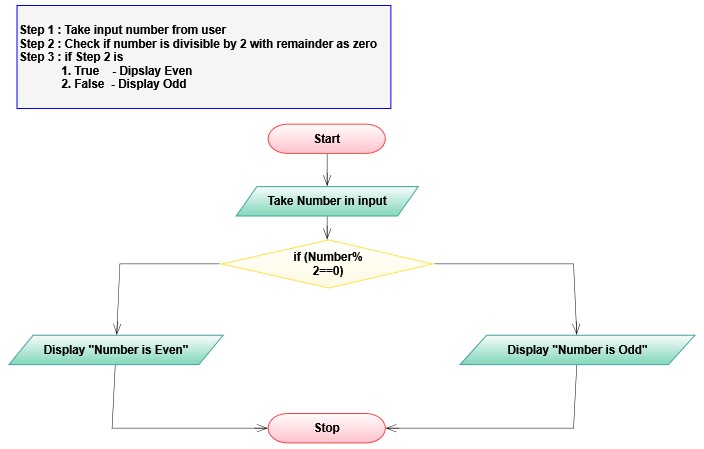 Step 1 : Take input number from user
Step 2 : Check if number is divisible by 2 with remainder as zero
Step 3 : if Step 2 is
1. True - Dipslay Even
2. False - Display Odd
Start
Take Number in input
if (Number%
2==0)
Display "Number is Even"
Display "Number is Odd"
Stop